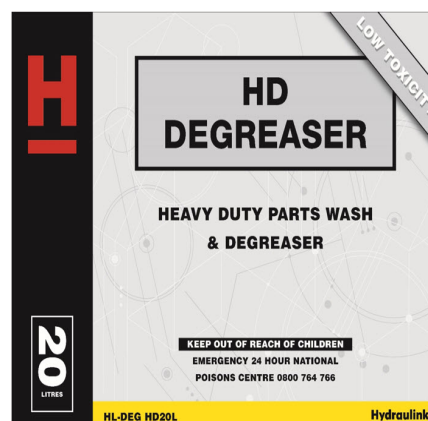 LOW TOXICIT
H
HD
DEGREASER
HEAVY DUTY PARTS WASH
& DEGREASER
20
LITRES
KEEP OUT OF REACH OF CHILDREN
EMERGENCY 24 HOUR NATIONAL
POISONS CENTRE 0800 764 766
HL-DEG HD20L
Hydraulink